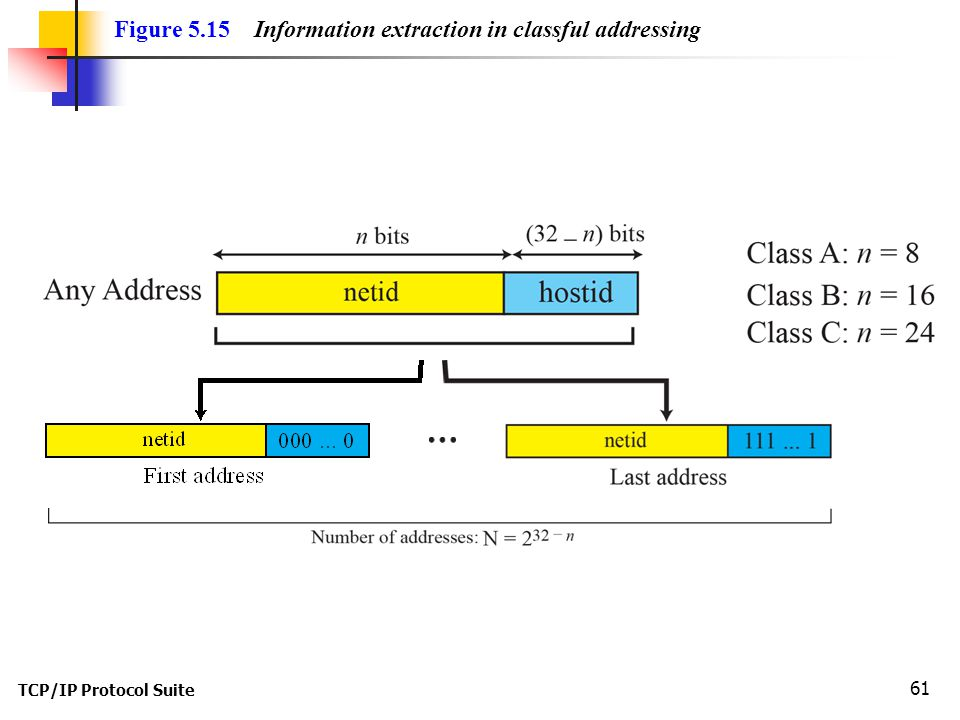 Figure 5.15 Information extraction in classful addressing
n bits
(32 – n) bits
Any Address
netid
hostid
Class A: n = 8
Class B: n = 16
Class C: n = 24
netid
000 ... 0
...
netid
111 ... 1
First address
Last address
Number of addresses: N = 2^32 – n
TCP/IP Protocol Suite
61